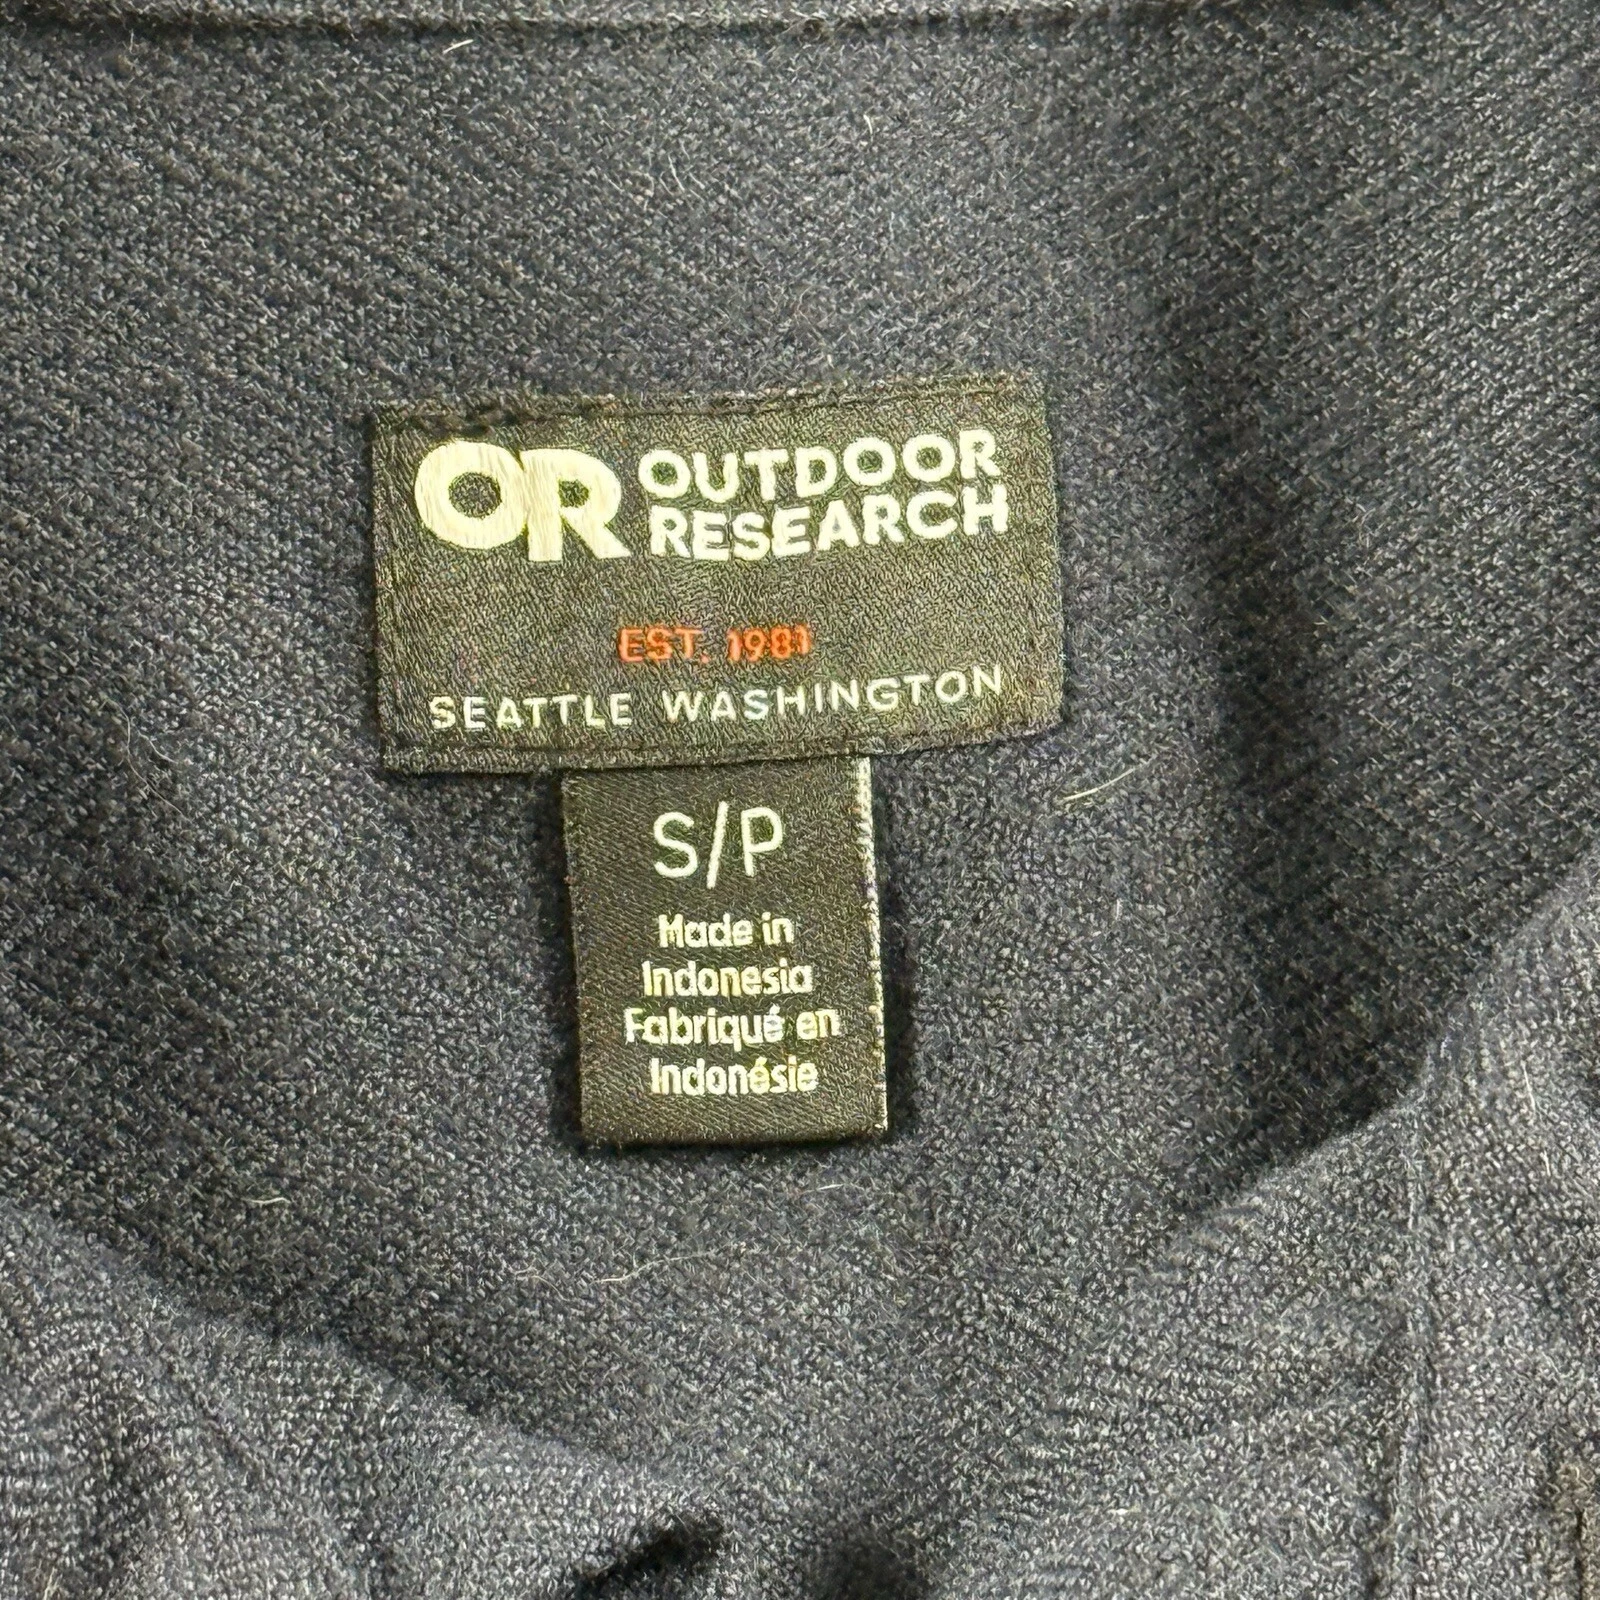 OR OUTDOOR
RESEARCH
EST. 1981
SEATTLE WASHINGTON
S/P
Made in
Indonesia
Fabriqué en
Indonésie